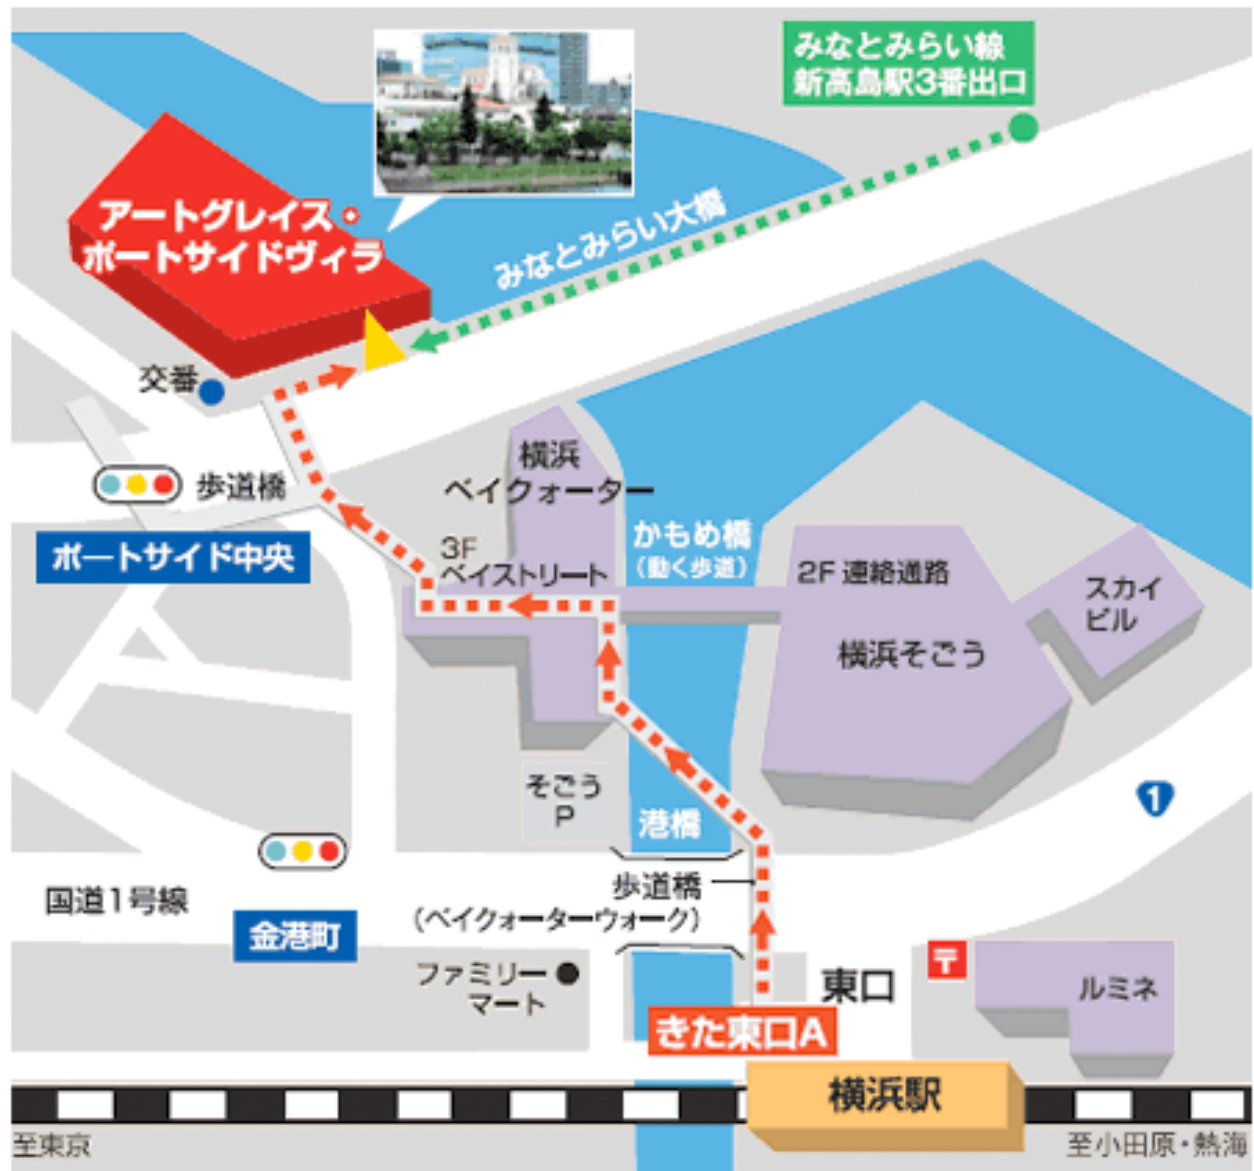 みなとみらい線
新高島駅3番出口
アートグレイス・
ポートサイドヴィラ
みなとみらい大橋
交番
歩道橋
ポートサイド中央
横浜
ベイクォーター
3F
ベイストリート
かもめ橋
（動く歩道）
2F 連絡通路
横浜そごう
スカイ
ビル
そごう
P
港橋
1
歩道橋
（ベイクォーターウォーク）
国道1号線
金港町
ファミリー
マート
東口
〒
ルミネ
きた東口A
横浜駅
至東京
至小田原・熱海